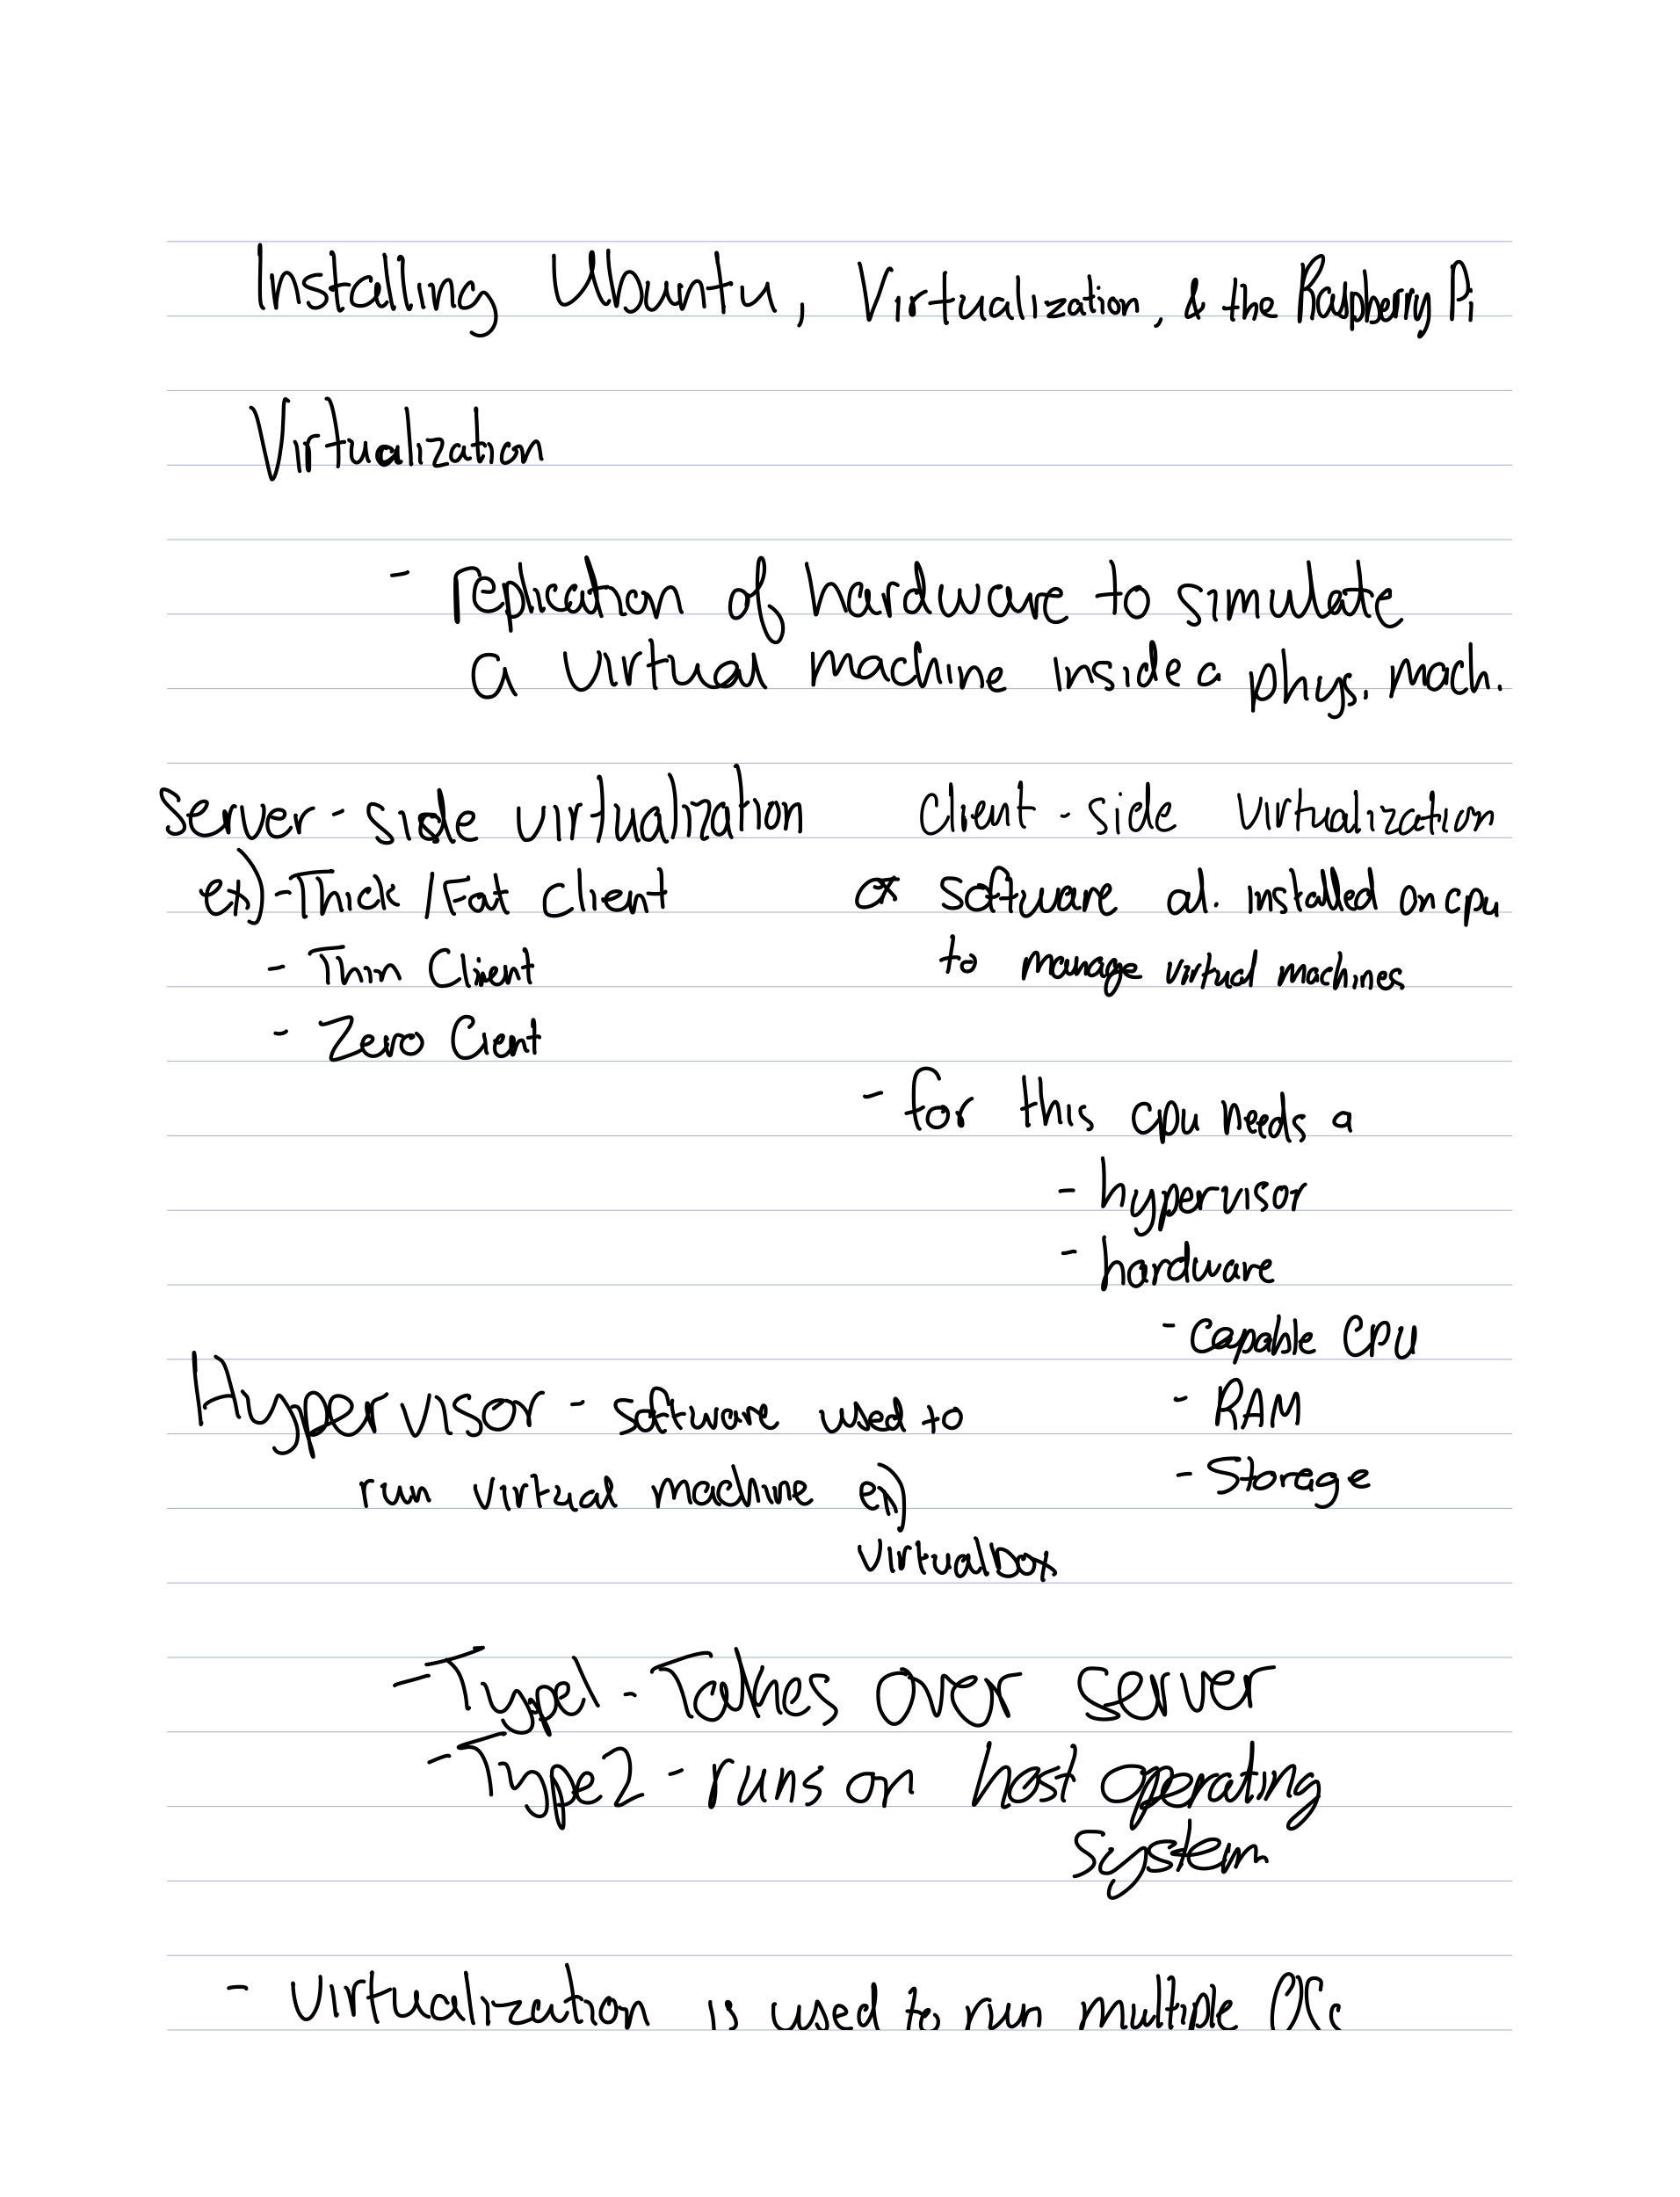 Installing Ubuntu, Virtualization, & the Raspberry Pi
Virtualization
- replication of hardware to simulate
a virtual machine inside a phys. mach.
Server-side virtualization
ex) - Thick / Fat client
- Thin Client
- Zero Client
Client-side virtualization
software installed on cpu
to manage virtual machines
- for this cpu needs a
- hypervisor
- hardware
- capable CPU
- RAM
- Storage
Hypervisor - software used to
run virtual machine ex)
virtualbox
- Type1 - Takes over server
- Type2 - runs on host operating
system
- Virtualization is used to run multiple